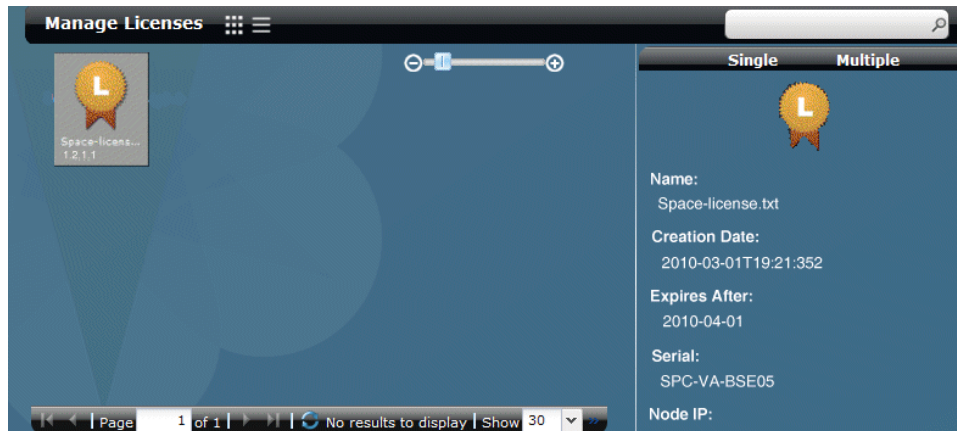 Manage Licenses
Single Multiple
L
Space-licens...
1.2,1,1
L
Name:
Space-license.txt
Creation Date:
2010-03-01T19:21:352
Expires After:
2010-04-01
Serial:
SPC-VA-BSE05
Node IP:
Page 1 of 1 No results to display Show 30